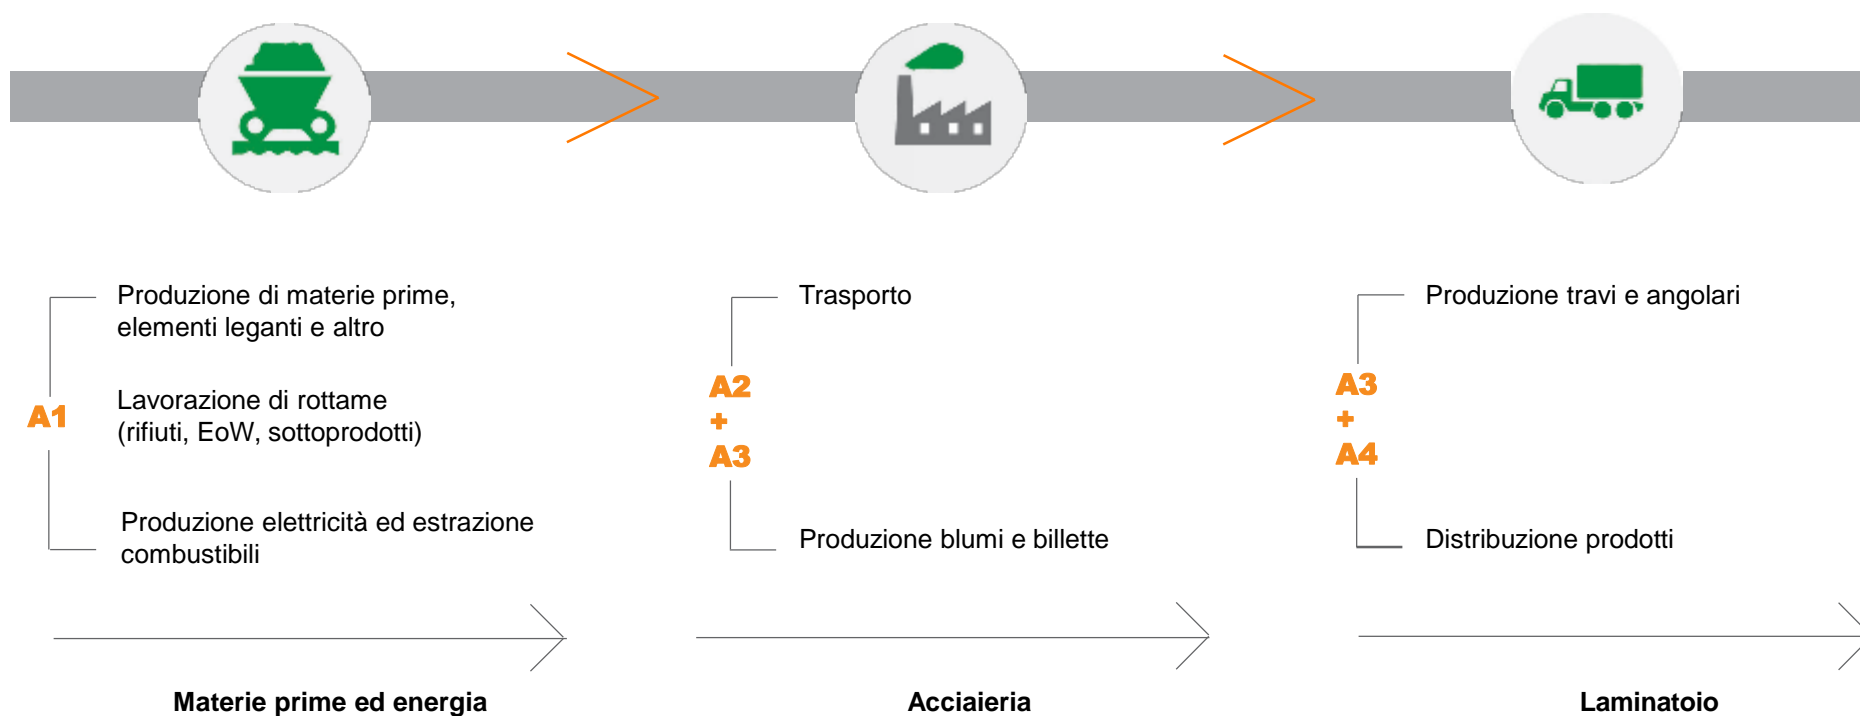 Produzione di materie prime,
elementi leganti e altro
A1
Lavorazione di rottame
(rifiuti, EoW, sottoprodotti)
Produzione elettricità ed estrazione
combustibili
Materie prime ed energia
Trasporto
A2
+
A3
Produzione blumi e billette
Acciaieria
Produzione travi e angolari
A3
+
A4
Distribuzione prodotti
Laminatoio